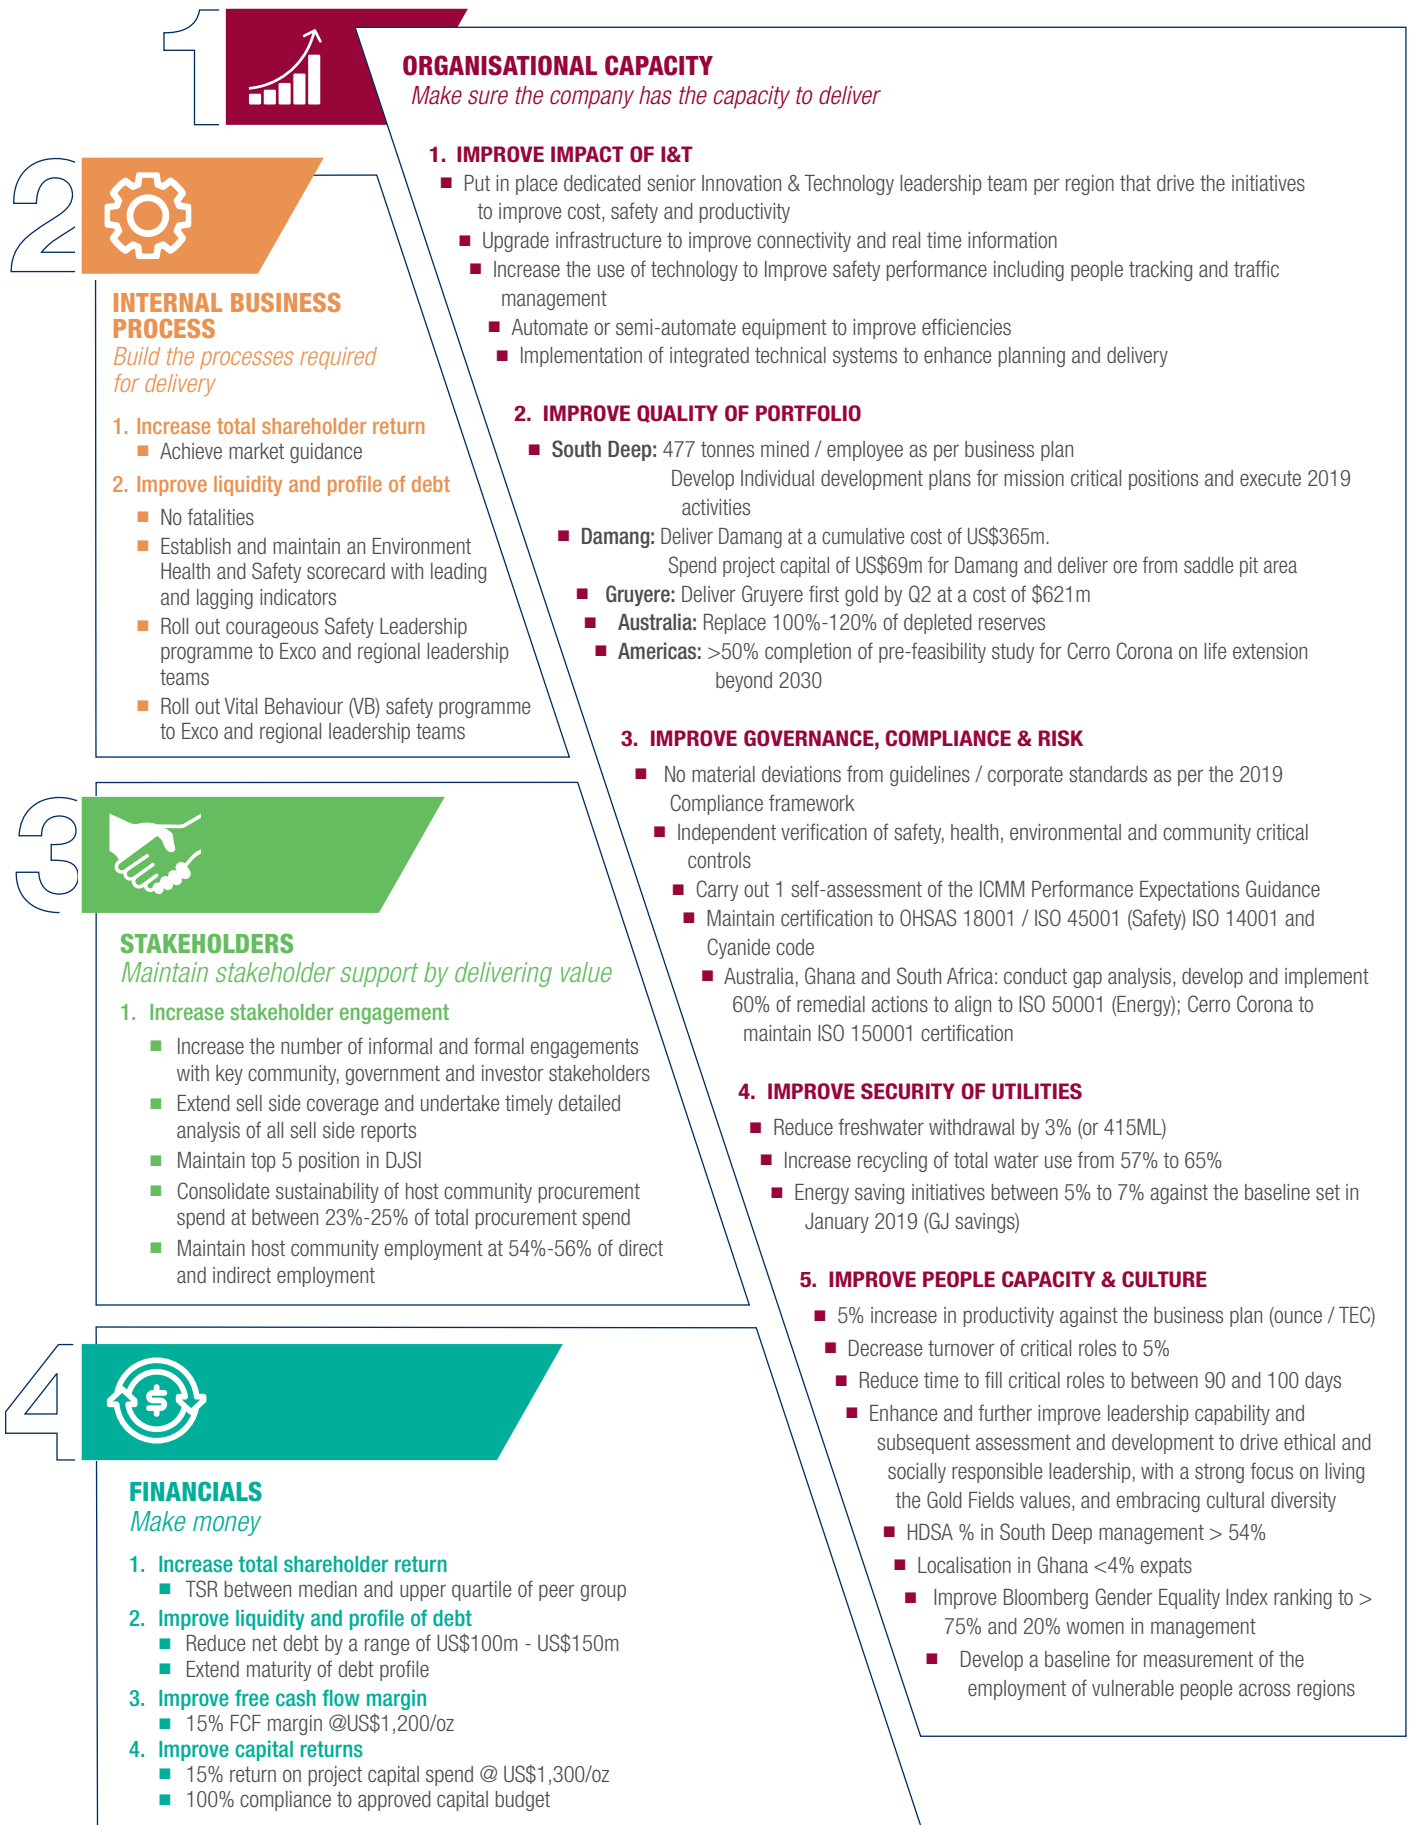 1
ORGANISATIONAL CAPACITY
Make sure the company has the capacity to deliver
1. IMPROVE IMPACT OF I&T
■ Put in place dedicated senior Innovation & Technology leadership team per region that drive the initiatives
to improve cost, safety and productivity
■ Upgrade infrastructure to improve connectivity and real time information
■ Increase the use of technology to Improve safety performance including people tracking and traffic
management
■ Automate or semi-automate equipment to improve efficiencies
■ Implementation of integrated technical systems to enhance planning and delivery
2. IMPROVE QUALITY OF PORTFOLIO
■ South Deep: 477 tonnes mined / employee as per business plan
Develop Individual development plans for mission critical positions and execute 2019
activities
■ Damang: Deliver Damang at a cumulative cost of US$365m.
Spend project capital of US$69m for Damang and deliver ore from saddle pit area
■ Gruyere: Deliver Gruyere first gold by Q2 at a cost of $621m
■ Australia: Replace 100%-120% of depleted reserves
■ Americas: >50% completion of pre-feasibility study for Cerro Corona on life extension
beyond 2030
3. IMPROVE GOVERNANCE, COMPLIANCE & RISK
■ No material deviations from guidelines / corporate standards as per the 2019
Compliance framework
■ Independent verification of safety, health, environmental and community critical
controls
■ Carry out 1 self-assessment of the ICMM Performance Expectations Guidance
■ Maintain certification to OHSAS 18001 / ISO 45001 (Safety) ISO 14001 and
Cyanide code
■ Australia, Ghana and South Africa: conduct gap analysis, develop and implement
60% of remedial actions to align to ISO 50001 (Energy); Cerro Corona to
maintain ISO 150001 certification
4. IMPROVE SECURITY OF UTILITIES
■ Reduce freshwater withdrawal by 3% (or 415ML)
■ Increase recycling of total water use from 57% to 65%
■ Energy saving initiatives between 5% to 7% against the baseline set in
January 2019 (GJ savings)
5. IMPROVE PEOPLE CAPACITY & CULTURE
■ 5% increase in productivity against the business plan (ounce / TEC)
■ Decrease turnover of critical roles to 5%
■ Reduce time to fill critical roles to between 90 and 100 days
■ Enhance and further improve leadership capability and
subsequent assessment and development to drive ethical and
socially responsible leadership, with a strong focus on living
the Gold Fields values, and embracing cultural diversity
■ HDSA % in South Deep management > 54%
■ Localisation in Ghana <4% expats
■ Improve Bloomberg Gender Equality Index ranking to >
75% and 20% women in management
■ Develop a baseline for measurement of the
employment of vulnerable people across regions
2
INTERNAL BUSINESS
PROCESS
Build the processes required
for delivery
1. Increase total shareholder return
■ Achieve market guidance
2. Improve liquidity and profile of debt
■ No fatalities
■ Establish and maintain an Environment
Health and Safety scorecard with leading
and lagging indicators
■ Roll out courageous Safety Leadership
programme to Exco and regional leadership
teams
■ Roll out Vital Behaviour (VB) safety programme
to Exco and regional leadership teams
3
STAKEHOLDERS
Maintain stakeholder support by delivering value
1. Increase stakeholder engagement
■ Increase the number of informal and formal engagements
with key community, government and investor stakeholders
■ Extend sell side coverage and undertake timely detailed
analysis of all sell side reports
■ Maintain top 5 position in DJSI
■ Consolidate sustainability of host community procurement
spend at between 23%-25% of total procurement spend
■ Maintain host community employment at 54%-56% of direct
and indirect employment
4
$
FINANCIALS
Make money
1. Increase total shareholder return
■ TSR between median and upper quartile of peer group
2. Improve liquidity and profile of debt
■ Reduce net debt by a range of US$100m - US$150m
■ Extend maturity of debt profile
3. Improve free cash flow margin
■ 15% FCF margin @US$1,200/oz
4. Improve capital returns
■ 15% return on project capital spend @ US$1,300/oz
■ 100% compliance to approved capital budget